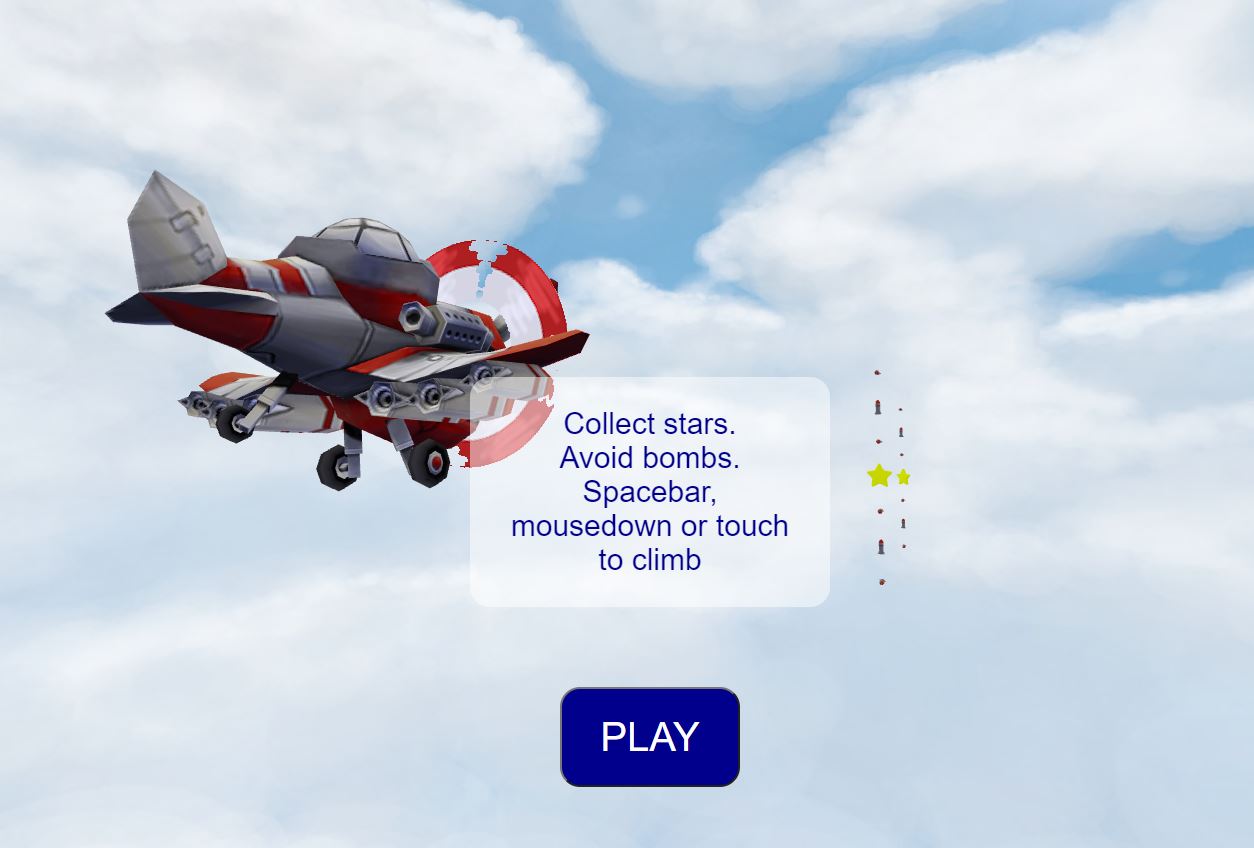 Collect stars.
Avoid bombs.
Spacebar,
mousedown or touch
to climb
PLAY